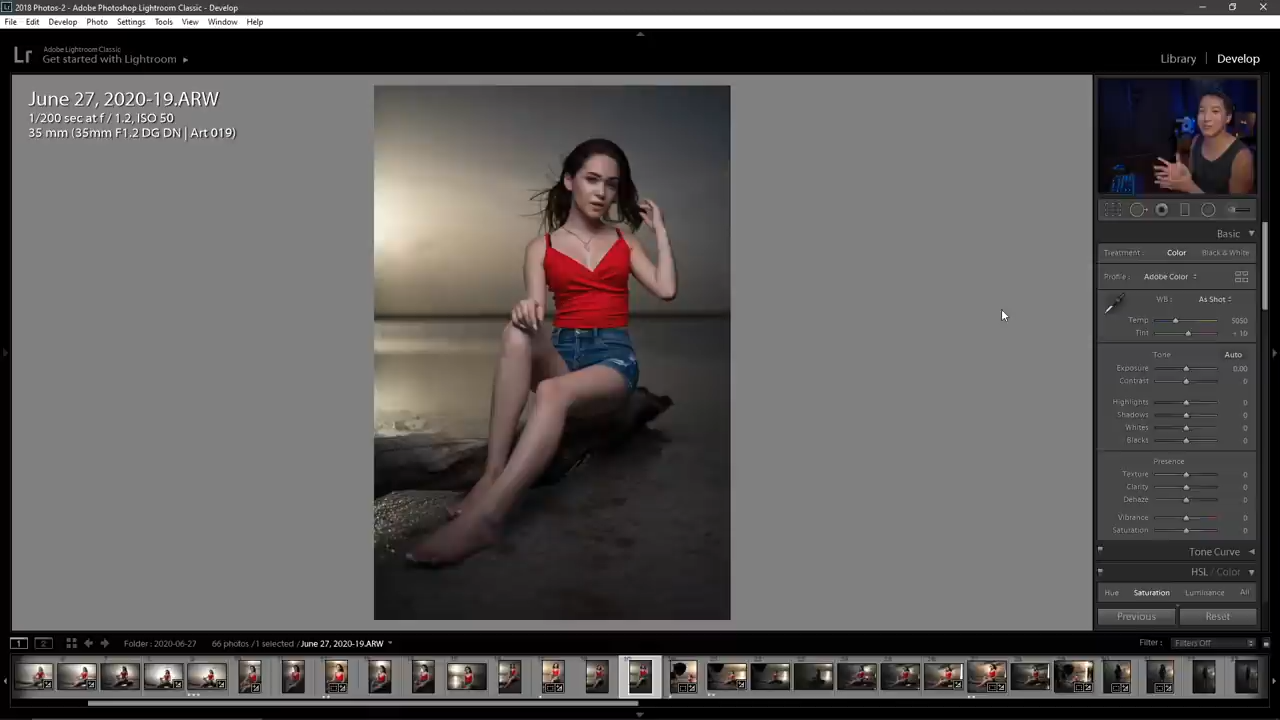 2018 Photos-2 - Adobe Photoshop Lightroom Classic - Develop
File Edit Develop Photo Settings Tools View Window Help
Lr
Adobe Lightroom Classic
Get started with Lightroom
Library | Develop
June 27, 2020-19.ARW
1/200 sec at f / 1.2, ISO 50
35 mm (35mm F1.2 DG DN | Art 019)
Basic
Treatment : Color Black & White
Profile : Adobe Color
WB : As Shot
Temp 5050
Tint + 10
Tone Auto
Exposure 0.00
Contrast 0
Highlights 0
Shadows 0
Whites 0
Blacks 0
Presence
Texture 0
Clarity 0
Dehaze 0
Vibrance 0
Saturation 0
Tone Curve
HSL / Color
Hue Saturation Luminance All
Previous Reset
1 2 Folder : 2020-06-27 66 photos / 1 selected / June 27, 2020-19.ARW Filter : Filters Off